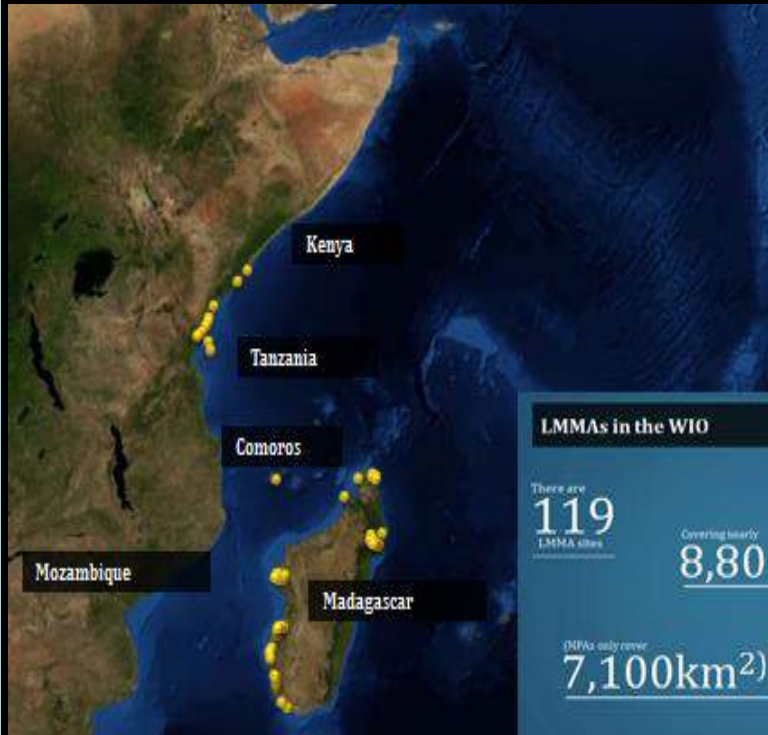 Kenya
Tanzania
Comoros
Mozambique
Madagascar
LMMAs in the WIO
There are
119
LMMA sites
Covering nearly
8,80
(MPAs only cover
7,100km²)